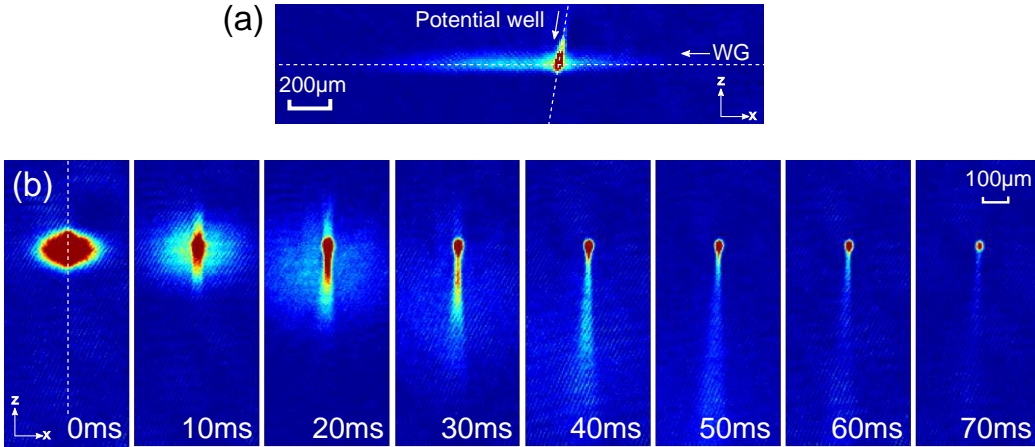 (a)
Potential well
WG
200μm
z
x
(b)
100μm
z
x
0ms
10ms
20ms
30ms
40ms
50ms
60ms
70ms